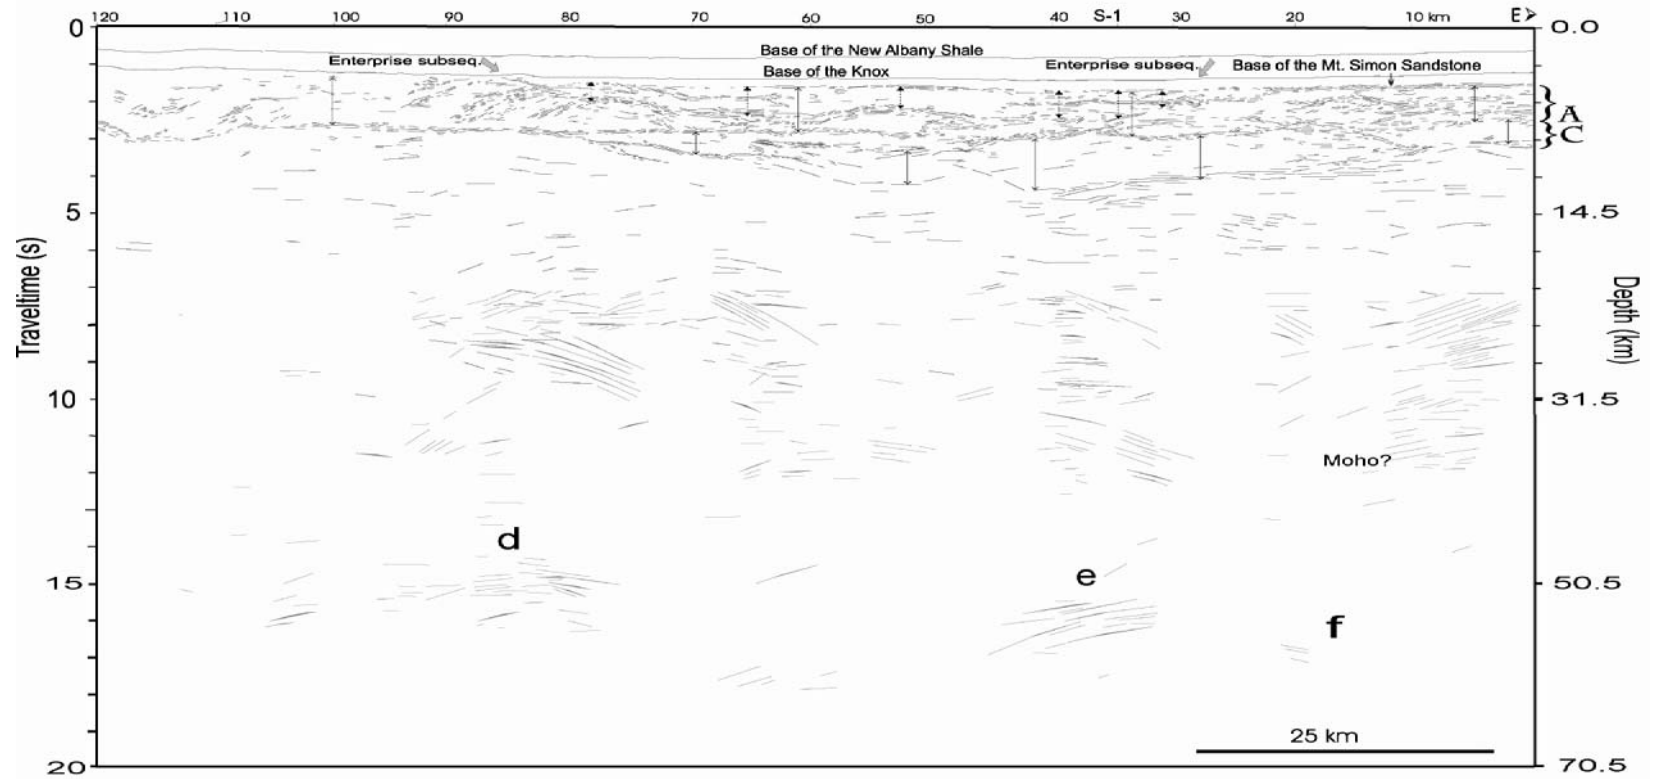 120 110 100 90 80 70 60 50 40 S-1 30 20 10 km E
0 0.0
Base of the New Albany Shale
Enterprise subseq. Enterprise subseq. Base of the Mt. Simon Sandstone
Base of the Knox
A
C
5 14.5
Traveltime (s)
Depth (km)
10 31.5
Moho?
d
15 e 50.5
f
25 km
20 70.5